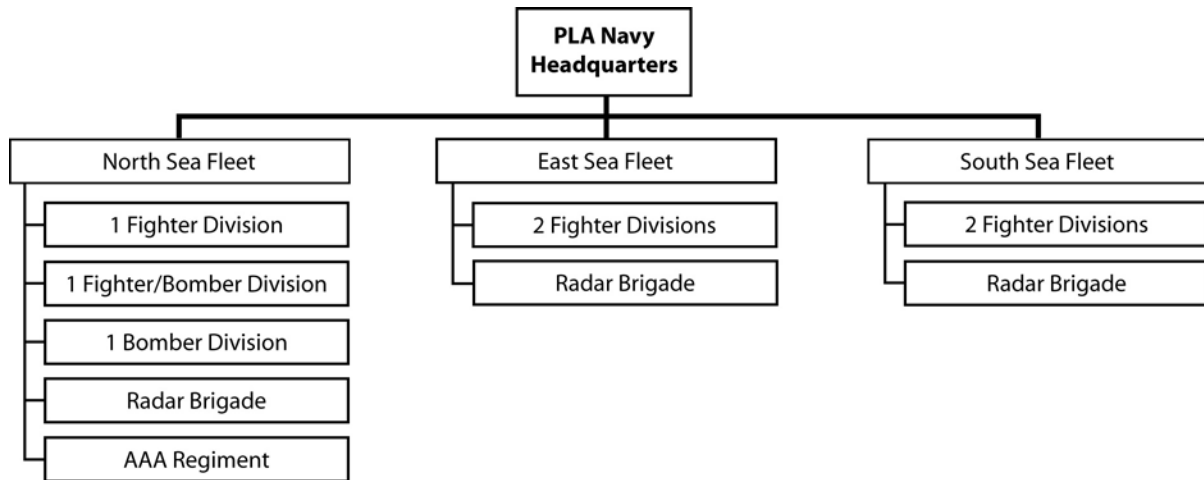 PLA Navy
Headquarters
North Sea Fleet
1 Fighter Division
1 Fighter/Bomber Division
1 Bomber Division
Radar Brigade
AAA Regiment
East Sea Fleet
2 Fighter Divisions
Radar Brigade
South Sea Fleet
2 Fighter Divisions
Radar Brigade